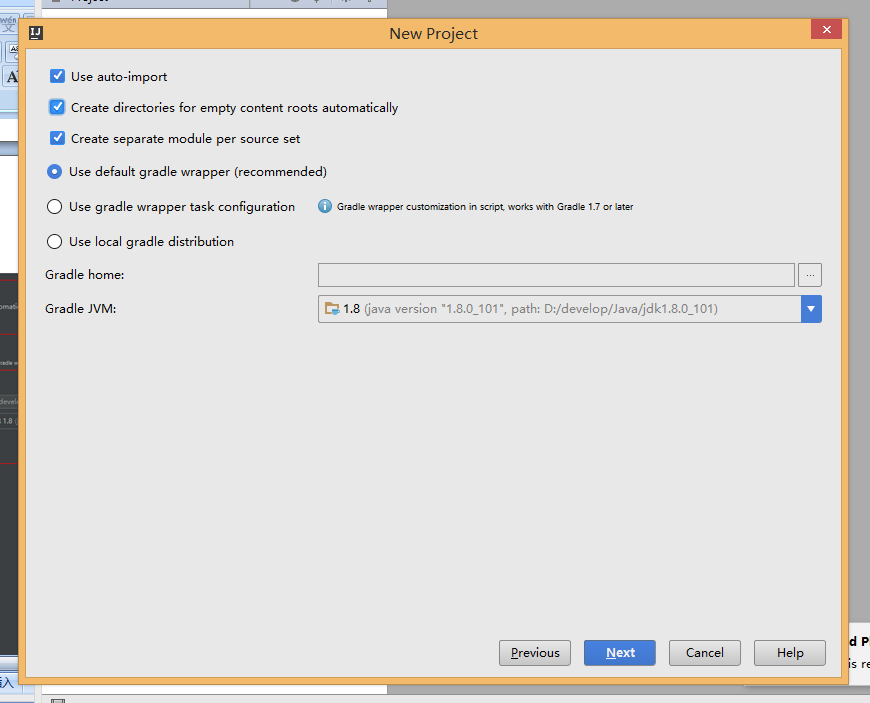 New Project
Use auto-import
Create directories for empty content roots automatically
Create separate module per source set
Use default gradle wrapper (recommended)
Use gradle wrapper task configuration
Gradle wrapper customization in script, works with Gradle 1.7 or later
Use local gradle distribution
Gradle home:
...
Gradle JVM:
1.8 (java version "1.8.0_101", path: D:/develop/Java/jdk1.8.0_101)
Previous
Next
Cancel
Help